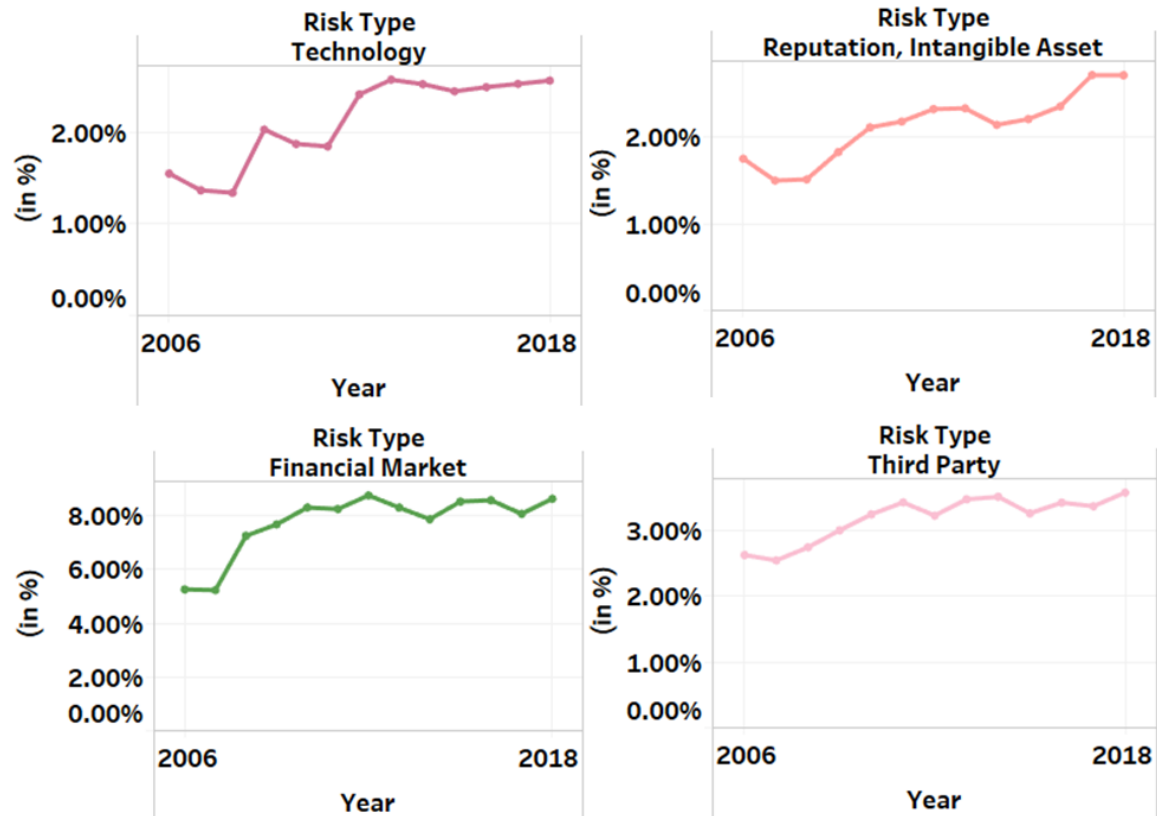 Risk Type
Technology
2.00%
1.00%
0.00%
(in %)
2006
2018
Year
Risk Type
Reputation, Intangible Asset
2.00%
1.00%
0.00%
(in %)
2006
2018
Year
Risk Type
Financial Market
8.00%
6.00%
4.00%
2.00%
0.00%
(in %)
2006
2018
Year
Risk Type
Third Party
3.00%
2.00%
1.00%
0.00%
(in %)
2006
2018
Year